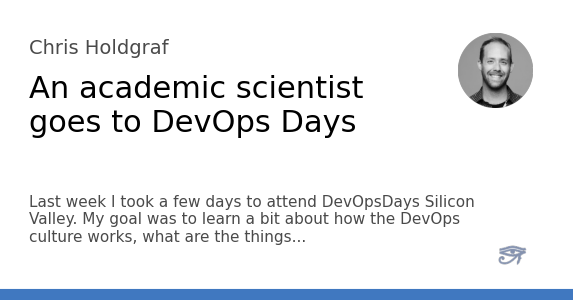 Chris Holdgraf
An academic scientist
goes to DevOps Days
Last week I took a few days to attend DevOpsDays Silicon
Valley. My goal was to learn a bit about how the DevOps
culture works, what are the things...